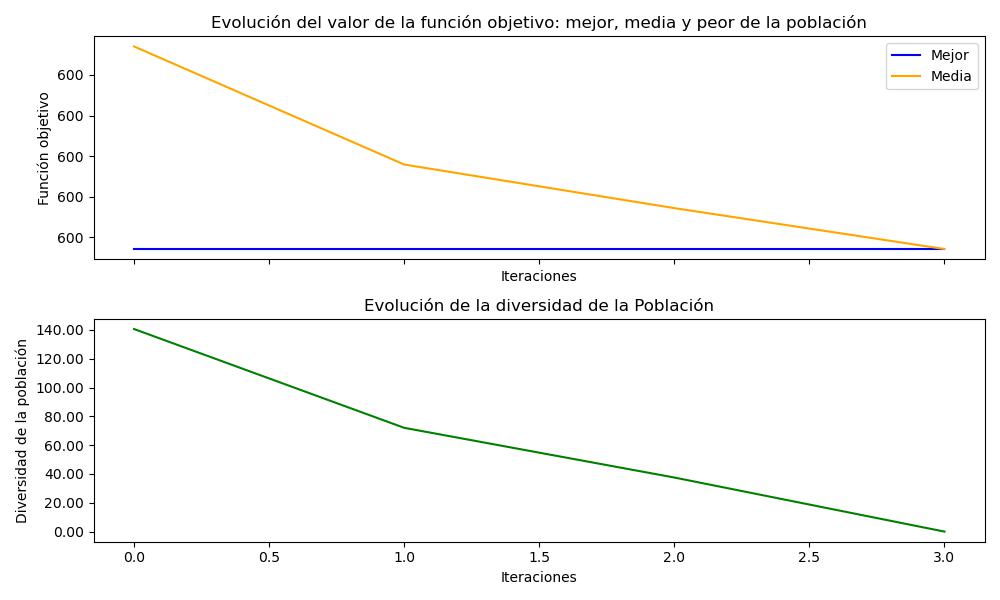 Evolución del valor de la función objetivo: mejor, media y peor de la población
Mejor
Media
Función objetivo
600
600
600
600
600
Iteraciones
Evolución de la diversidad de la Población
Diversidad de la población
140.00
120.00
100.00
80.00
60.00
40.00
20.00
0.00
0.0 0.5 1.0 1.5 2.0 2.5 3.0
Iteraciones